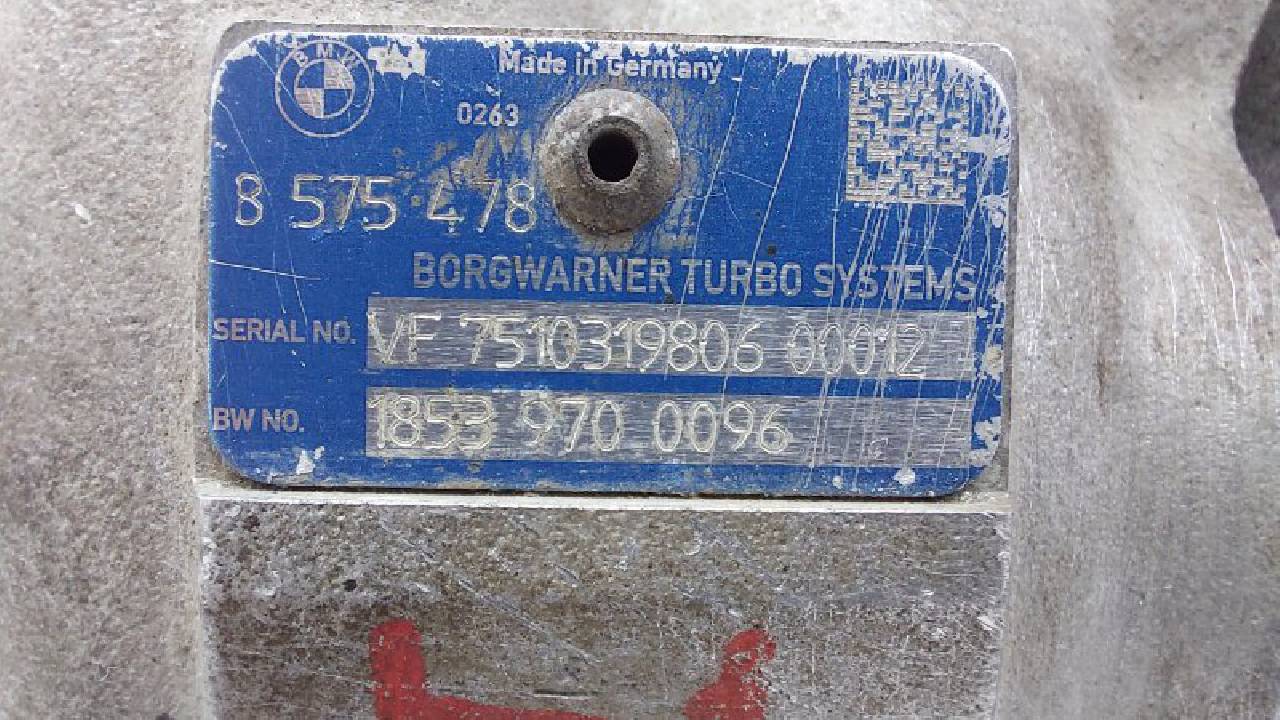 BMW
Made in Germany
0263
8 575 478
BORGWARNER TURBO SYSTEMS
SERIAL NO. VF 7510319806 00012
BW NO. 1853 970 0096